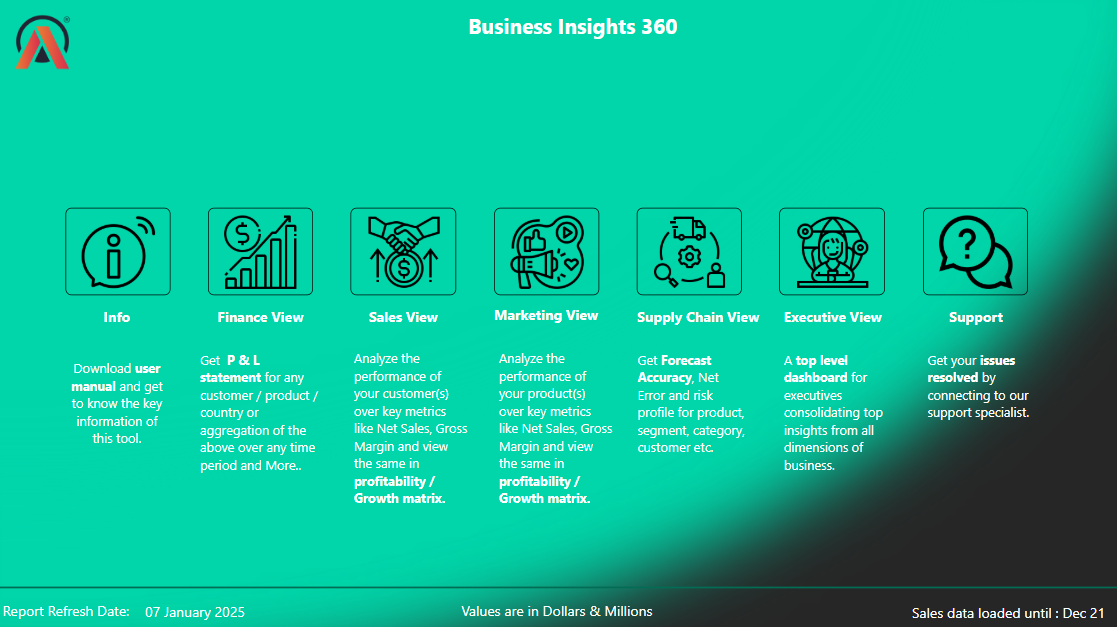 Business Insights 360
®
Info
Download user
manual and get
to know the key
information of
this tool.
Finance View
Get P & L
statement for any
customer / product /
country or
aggregation of the
above over any time
period and More..
Sales View
Analyze the
performance of
your customer(s)
over key metrics
like Net Sales, Gross
Margin and view
the same in
profitability /
Growth matrix.
Marketing View
Analyze the
performance of
your product(s)
over key metrics
like Net Sales, Gross
Margin and view
the same in
profitability /
Growth matrix.
Supply Chain View
Get Forecast
Accuracy, Net
Error and risk
profile for product,
segment, category,
customer etc.
Executive View
A top level
dashboard for
executives
consolidating top
insights from all
dimensions of
business.
Support
Get your issues
resolved by
connecting to our
support specialist.
Report Refresh Date: 07 January 2025
Values are in Dollars & Millions
Sales data loaded until : Dec 21